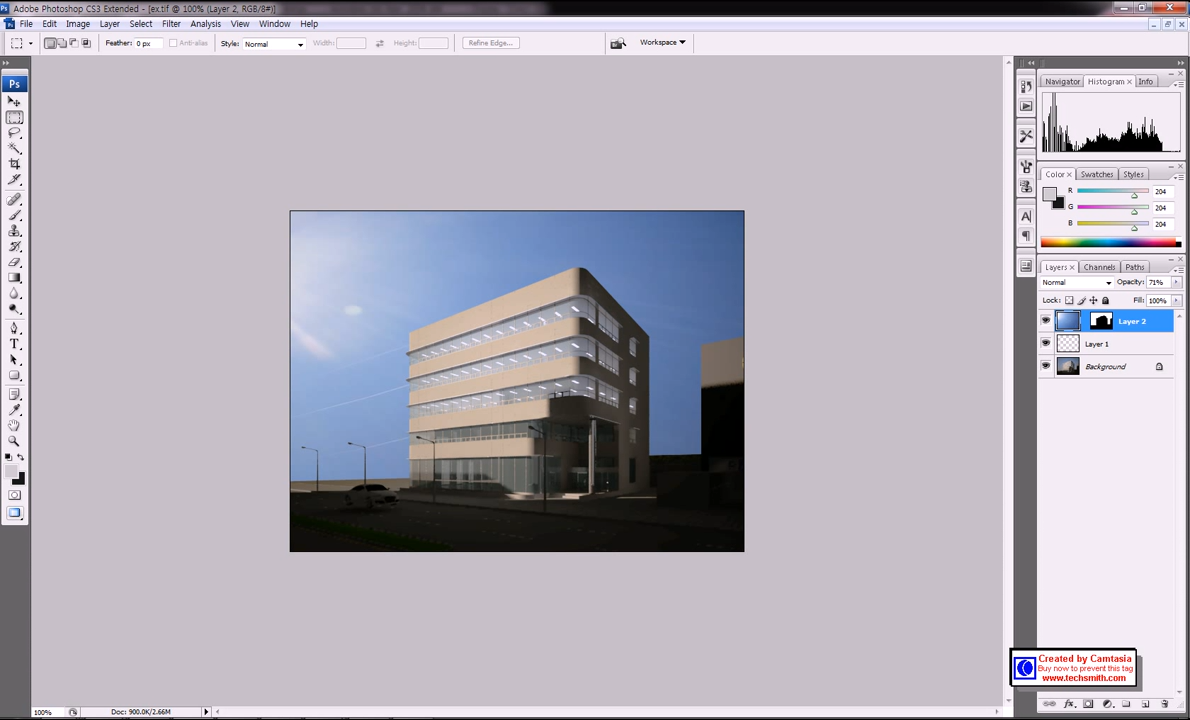 Adobe Photoshop CS3 Extended - [ex.tif @ 100% (Layer 2, RGB/8#)]
File Edit Image Layer Select Filter Analysis View Window Help
Feather: 0 px Anti-alias Style: Normal Width: Height: Refine Edge... Workspace
Ps
Navigator Histogram x Info
Color x Swatches Styles
R 204
G 204
B 204
Layers x Channels Paths
Normal Opacity: 71%
Lock: Fill: 100%
Layer 2
Layer 1
Background
Created by Camtasia
Buy now to prevent this tag
www.techsmith.com
100% Doc: 900.0K/2.66M